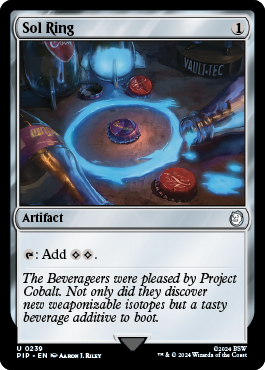 Sol Ring 1
VAULT-TEC
Artifact
: Add .
The Beverageers were pleased by Project
Cobalt. Not only did they discover
new weaponizable isotopes but a tasty
beverage additive to boot.
U 0239
PIP • EN AARON J. RILEY
©2024 BSW
™ & © 2024 Wizards of the Coast